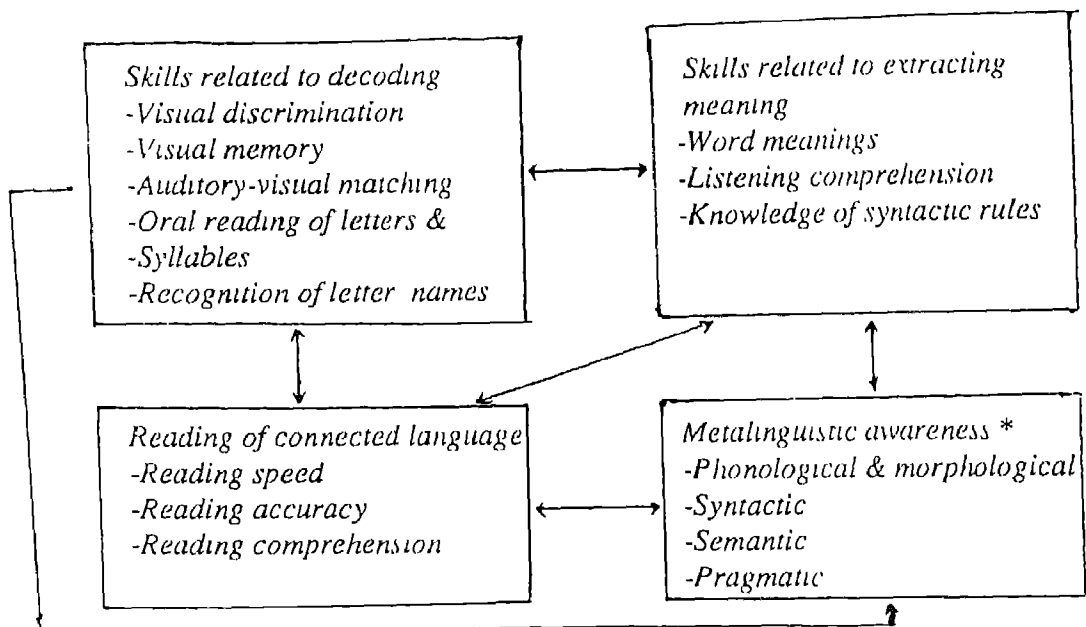 Skills related to decoding
-Visual discrimination
-Visual memory
-Auditory-visual matching
-Oral reading of letters &
-Syllables
-Recognition of letter names
Skills related to extracting
meaning
-Word meanings
-Listening comprehension
-Knowledge of syntactic rules
Reading of connected language
-Reading speed
-Reading accuracy
-Reading comprehension
Metalinguistic awareness *
-Phonological & morphological
-Syntactic
-Semantic
-Pragmatic